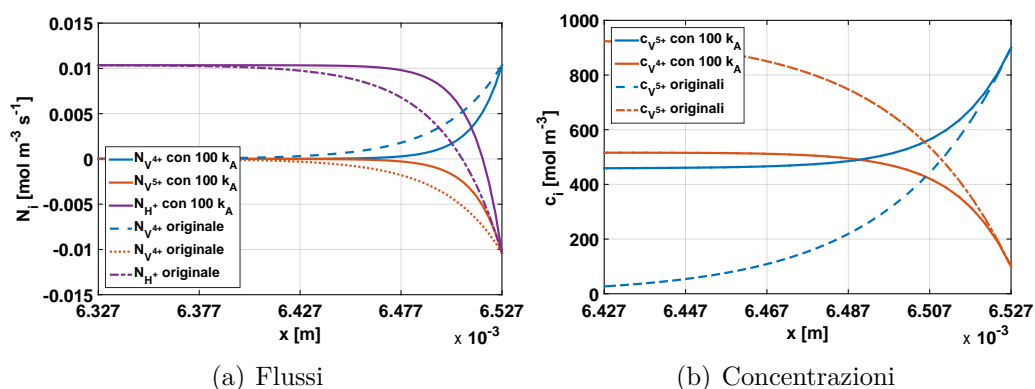 0.015
0.01
0.005
0
-0.005
-0.01
-0.015
N_i [mol m⁻³ s⁻¹]
N_V⁴⁺ con 100 k_A
N_V⁵⁺ con 100 k_A
N_H⁺ con 100 k_A
N_V⁴⁺ originale
N_V⁴⁺ originale
N_H⁺ originale
6.327 6.377 6.427 6.477 6.527
x [m] × 10⁻³
(a) Flussi
1000
800
600
400
200
0
c_i [mol m⁻³]
c_V⁵⁺ con 100 k_A
c_V⁴⁺ con 100 k_A
c_V⁵⁺ originali
c_V⁵⁺ originali
6.427 6.447 6.467 6.487 6.507 6.527
x [m] × 10⁻³
(b) Concentrazioni